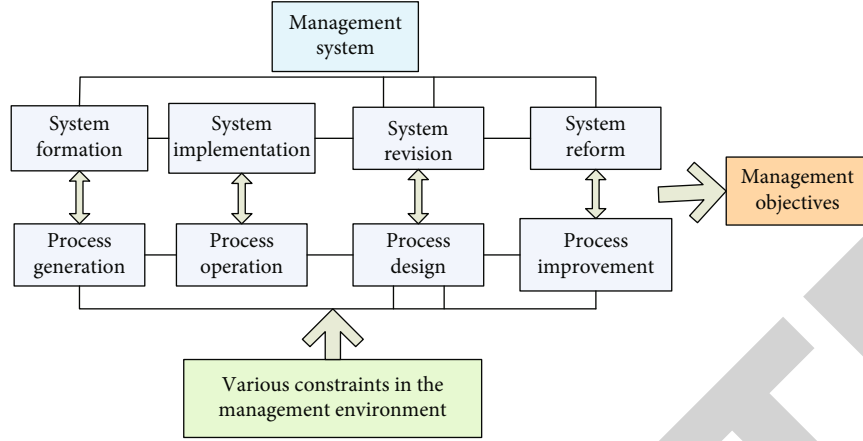 Management
system
System
formation
System
implementation
System
revision
System
reform
Management
objectives
Process
generation
Process
operation
Process
design
Process
improvement
Various constraints in the
management environment